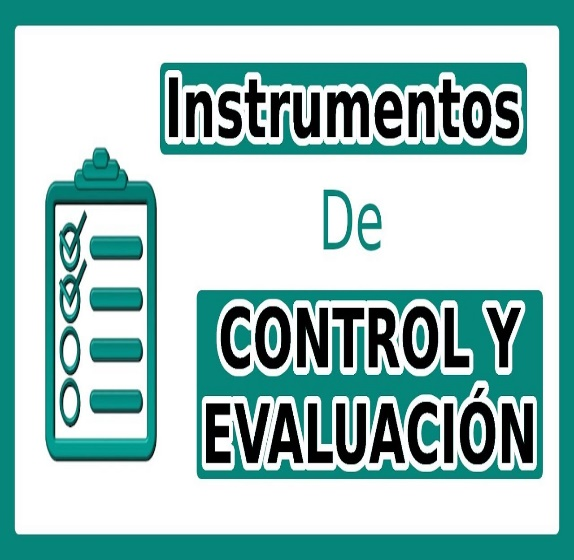 Instrumentos
De
CONTROL Y
EVALUACIÓN